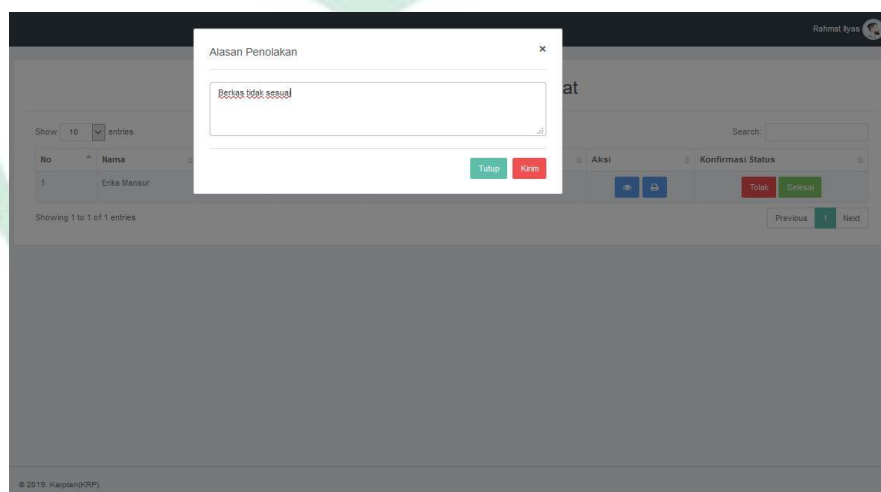 Rahmat Ilyas
Alasan Penolakan ×
Berkas tidak sesuai
at
Tutup Kirim
Show 10 entries Search:
No Nama Aksi Konfirmasi Status
1 Erika Mansur Tolak Selesai
Showing 1 to 1 of 1 entries Previous 1 Next
© 2019. Karpten(KRP)